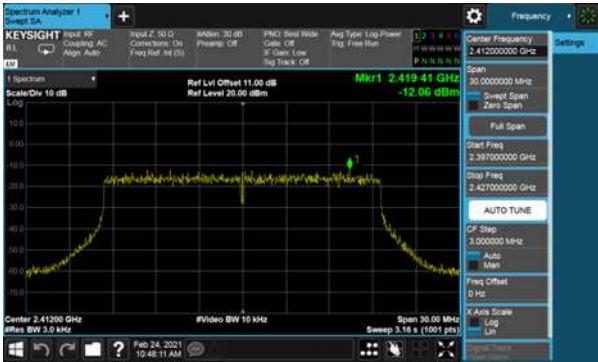 Spectrum Analyzer 1
Swept SA
+
Frequency
KEYSIGHT
RL
Input: RF
Coupling: AC
Align: Auto
Input Z: 50 Ω
Corrections: On
Freq Ref: Int (S)
#Atten: 30 dB
Preamp: Off
PNO: Best Wide
Gate: Off
IF Gain: Low
Sig Track: Off
Avg Type: Log-Power
Trig: Free Run
1 2 3 4 5 6
M W W W W W
P N N N N N
LW
1 Spectrum
Scale/Div 10 dB
Log
Ref Lvl Offset 11.00 dB
Ref Level 20.00 dBm
Mkr1 2.419 41 GHz
-12.06 dBm
10.0
0.00
-10.0
-20.0
-30.0
-40.0
-50.0
-60.0
-70.0
1
Center 2.41200 GHz
#Res BW 3.0 kHz
#Video BW 10 kHz
Span 30.00 MHz
Sweep 3.16 s (1001 pts)
Center Frequency
2.412000000 GHz
Settings
Span
30.0000000 MHz
Swept Span
Zero Span
Full Span
Start Freq
2.397000000 GHz
Stop Freq
2.427000000 GHz
AUTO TUNE
CF Step
3.000000 MHz
Auto
Man
Freq Offset
0 Hz
X Axis Scale
Log
Lin
Signal Track
?
Feb 24, 2021
10:48:11 AM